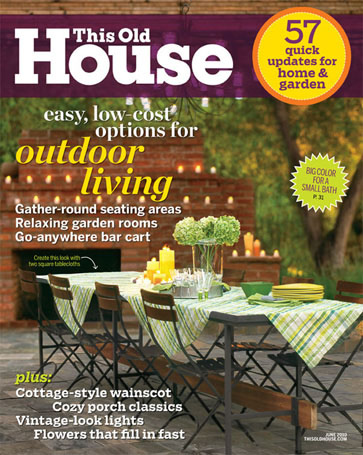 This Old
House
57
quick
updates for
home &
garden
easy, low-cost
options for
outdoor
living
Gather-round seating areas
Relaxing garden rooms
Go-anywhere bar cart
BIG COLOR
FOR A
SMALL BATH
P. 31
Create this look with
two square tablecloths
plus:
Cottage-style wainscot
Cozy porch classics
Vintage-look lights
Flowers that fill in fast
THISOLDHOUSE.COM